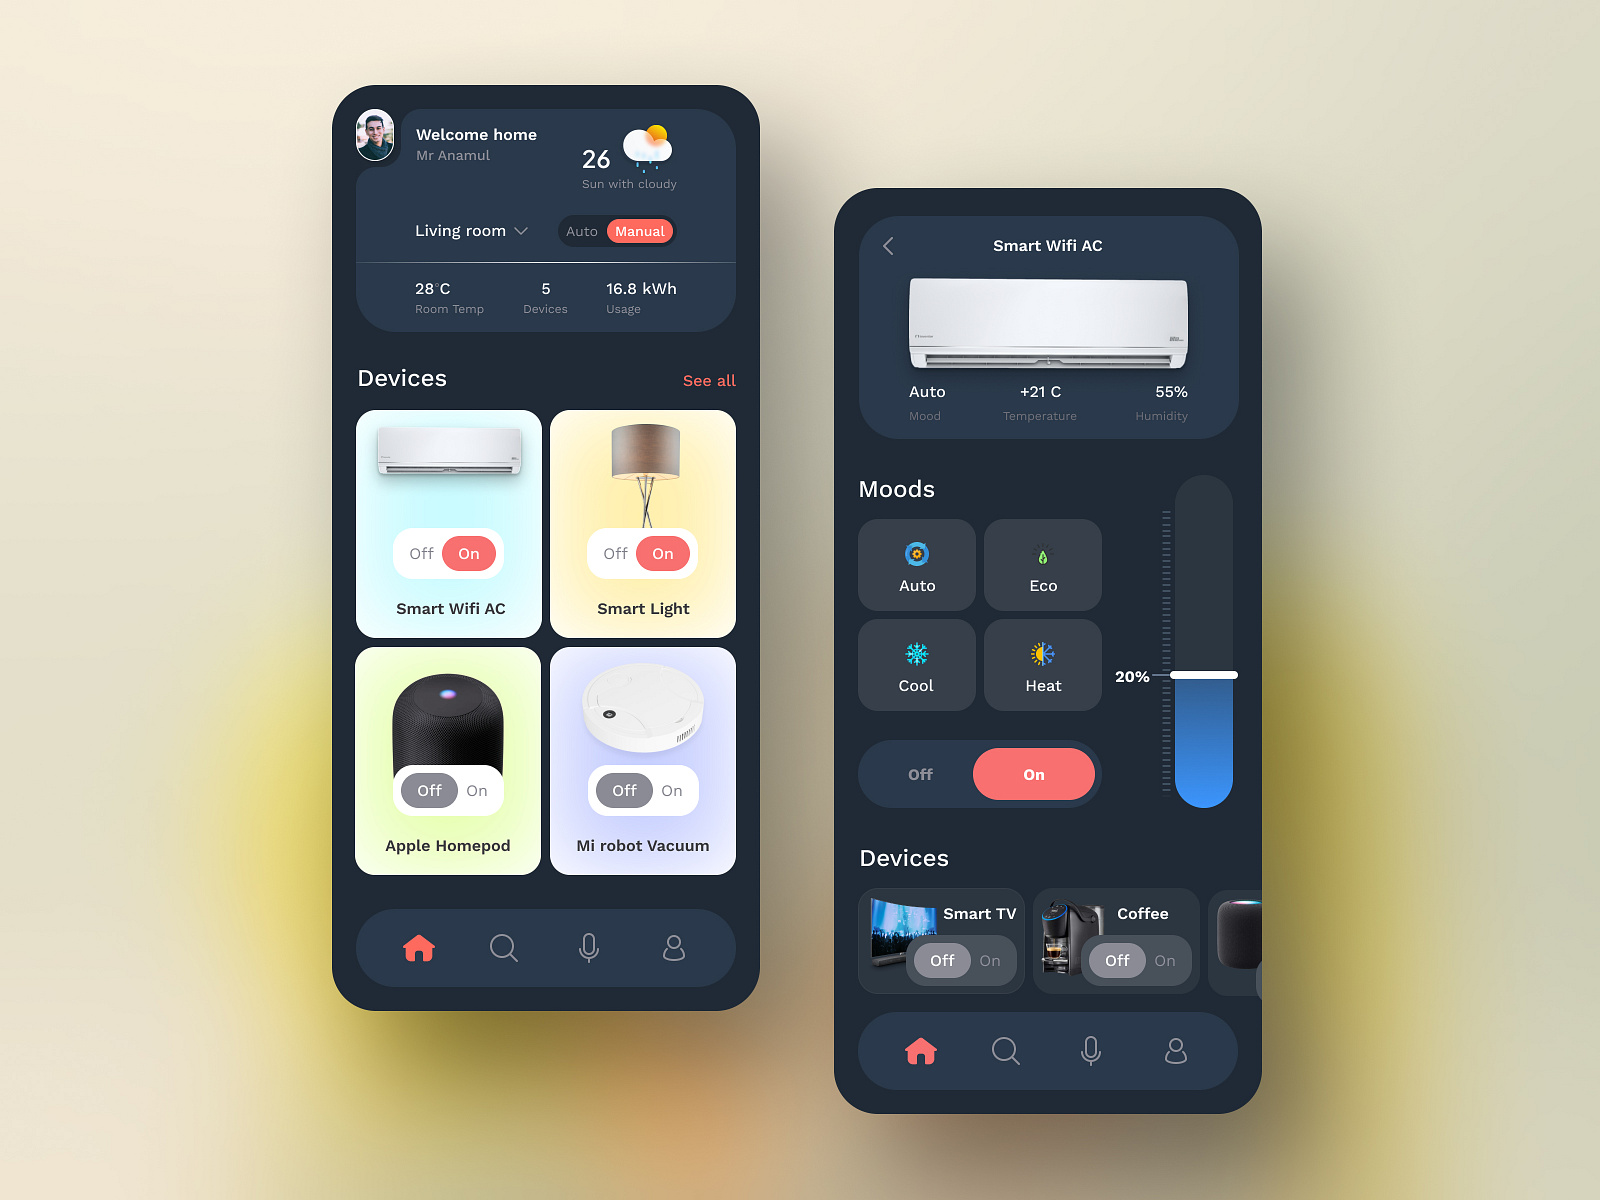 Welcome home
Mr Anamul
26
Sun with cloudy
Living room
Auto Manual
28°C 5 16.8 kWh
Room Temp Devices Usage
Devices See all
Off On
Smart Wifi AC
Off On
Smart Light
Off On
Apple Homepod
Off On
Mi robot Vacuum
Smart Wifi AC
Auto +21 C 55%
Mood Temperature Humidity
Moods
Auto
Eco
Cool
Heat
20%
Off On
Devices
Smart TV
Off On
Coffee
Off On